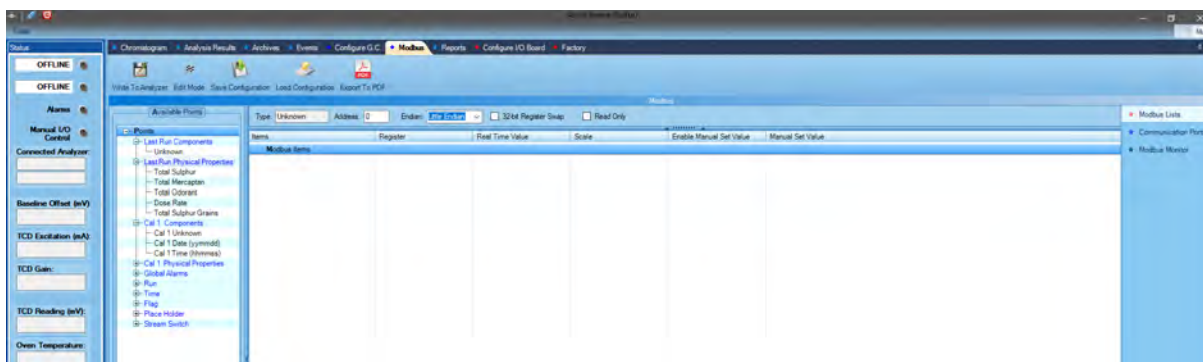 Status
Chromatogram Analysis Results Archives Events Configure G.C. Modbus Reports Configure I/O Board Factory
OFFLINE
OFFLINE
Write To Analyzer Edit Mode Save Configuration Load Configuration Export To PDF
Modbus
Alarms
Manual I/O Control
Connected Analyzer:
Baseline Offset (mV)
TCD Excitation (mA):
TCD Gain:
TCD Reading (mV):
Oven Temperature:
Available Points
Points
Last Run Components
Unknown
Last Run Physical Properties
Total Sulphur
Total Mercaptan
Total Odorant
Dose Rate
Total Sulphur Grains
Cal 1 Components
Cal 1 Unknown
Cal 1 Date (yymmdd)
Cal 1 Time (hhmmss)
Cal 1 Physical Properties
Global Alarms
Run
Time
Flag
Place Holder
Stream Switch
Type: Unknown Address: 0 Endian: Little Endian 32-bit Register Swap Read Only
Items Register Real Time Value Scale Enable Manual Set Value Manual Set Value
Modbus Items
Modbus Lists
Communication Ports
Modbus Monitor